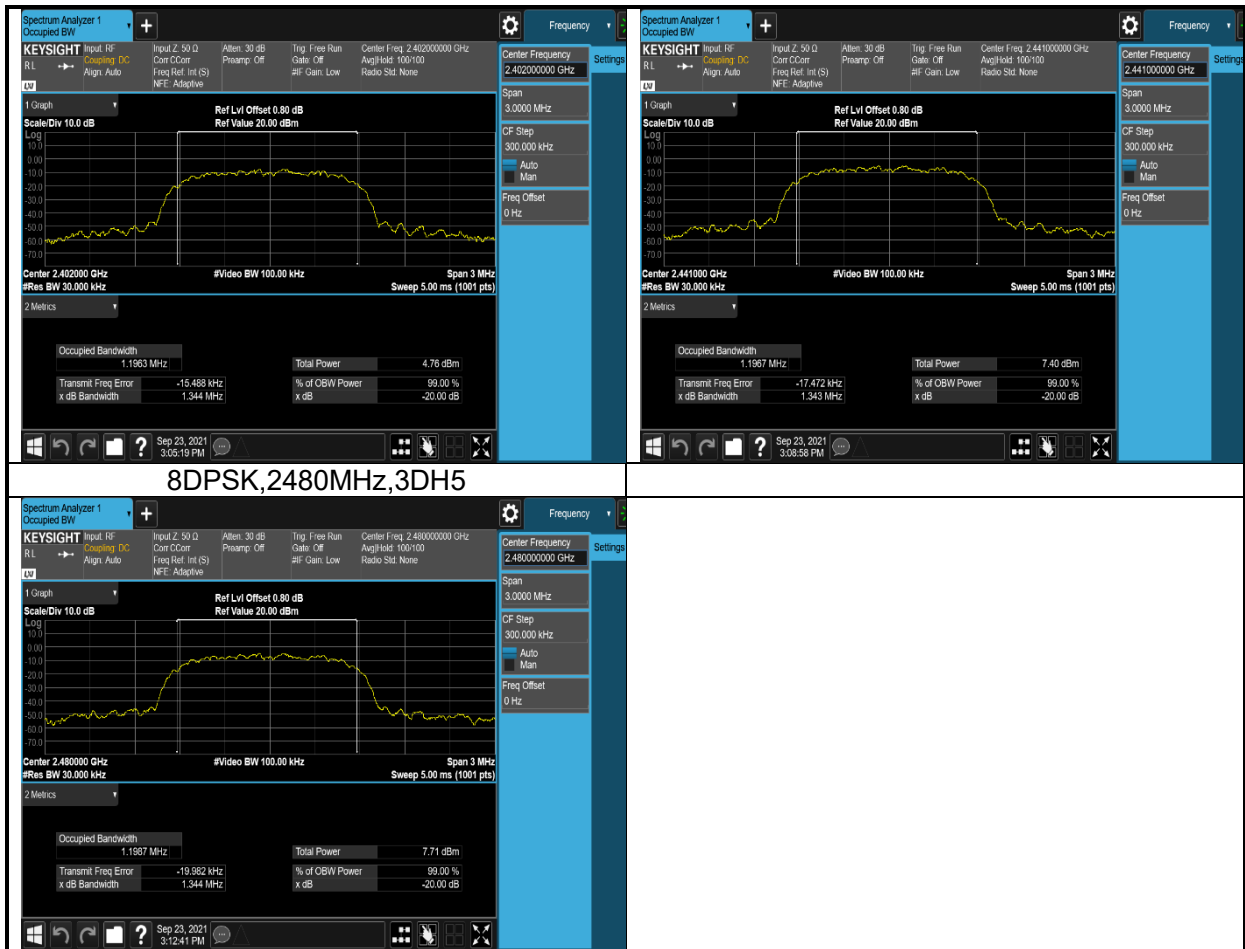 Spectrum Analyzer 1
Occupied BW
+
Frequency
KEYSIGHT
RL
Input: RF
Coupling: DC
Align: Auto
Input Z: 50 Ω
Corr CCorr
Freq Ref: Int (S)
NFE: Adaptive
Atten: 30 dB
Preamp: Off
Trig: Free Run
Gate: Off
#IF Gain: Low
Center Freq: 2.402000000 GHz
Avg|Hold: 100/100
Radio Std: None
Center Frequency
2.402000000 GHz
Settings
Span
3.0000 MHz
CF Step
300.000 kHz
Auto
Man
Freq Offset
0 Hz
1 Graph
Scale/Div 10.0 dB
Ref Lvl Offset 0.80 dB
Ref Value 20.00 dBm
Log
10.0
0.00
-10.0
-20.0
-30.0
-40.0
-50.0
-60.0
-70.0
Center 2.402000 GHz
#Res BW 30.000 kHz
#Video BW 100.00 kHz
Span 3 MHz
Sweep 5.00 ms (1001 pts)
2 Metrics
Occupied Bandwidth
1.1963 MHz
Total Power 4.76 dBm
Transmit Freq Error -15.488 kHz
% of OBW Power 99.00 %
x dB Bandwidth 1.344 MHz
x dB -20.00 dB
?
Sep 23, 2021
3:05:19 PM
Spectrum Analyzer 1
Occupied BW
+
Frequency
KEYSIGHT
RL
Input: RF
Coupling: DC
Align: Auto
Input Z: 50 Ω
Corr CCorr
Freq Ref: Int (S)
NFE: Adaptive
Atten: 30 dB
Preamp: Off
Trig: Free Run
Gate: Off
#IF Gain: Low
Center Freq: 2.441000000 GHz
Avg|Hold: 100/100
Radio Std: None
Center Frequency
2.441000000 GHz
Settings
Span
3.0000 MHz
CF Step
300.000 kHz
Auto
Man
Freq Offset
0 Hz
1 Graph
Scale/Div 10.0 dB
Ref Lvl Offset 0.80 dB
Ref Value 20.00 dBm
Log
10.0
0.00
-10.0
-20.0
-30.0
-40.0
-50.0
-60.0
-70.0
Center 2.441000 GHz
#Res BW 30.000 kHz
#Video BW 100.00 kHz
Span 3 MHz
Sweep 5.00 ms (1001 pts)
2 Metrics
Occupied Bandwidth
1.1967 MHz
Total Power 7.40 dBm
Transmit Freq Error -17.472 kHz
% of OBW Power 99.00 %
x dB Bandwidth 1.343 MHz
x dB -20.00 dB
?
Sep 23, 2021
3:08:58 PM
8DPSK,2480MHz,3DH5
Spectrum Analyzer 1
Occupied BW
+
Frequency
KEYSIGHT
RL
Input: RF
Coupling: DC
Align: Auto
Input Z: 50 Ω
Corr CCorr
Freq Ref: Int (S)
NFE: Adaptive
Atten: 30 dB
Preamp: Off
Trig: Free Run
Gate: Off
#IF Gain: Low
Center Freq: 2.480000000 GHz
Avg|Hold: 100/100
Radio Std: None
Center Frequency
2.480000000 GHz
Settings
Span
3.0000 MHz
CF Step
300.000 kHz
Auto
Man
Freq Offset
0 Hz
1 Graph
Scale/Div 10.0 dB
Ref Lvl Offset 0.80 dB
Ref Value 20.00 dBm
Log
10.0
0.00
-10.0
-20.0
-30.0
-40.0
-50.0
-60.0
-70.0
Center 2.480000 GHz
#Res BW 30.000 kHz
#Video BW 100.00 kHz
Span 3 MHz
Sweep 5.00 ms (1001 pts)
2 Metrics
Occupied Bandwidth
1.1987 MHz
Total Power 7.71 dBm
Transmit Freq Error -19.982 kHz
% of OBW Power 99.00 %
x dB Bandwidth 1.344 MHz
x dB -20.00 dB
?
Sep 23, 2021
3:12:41 PM